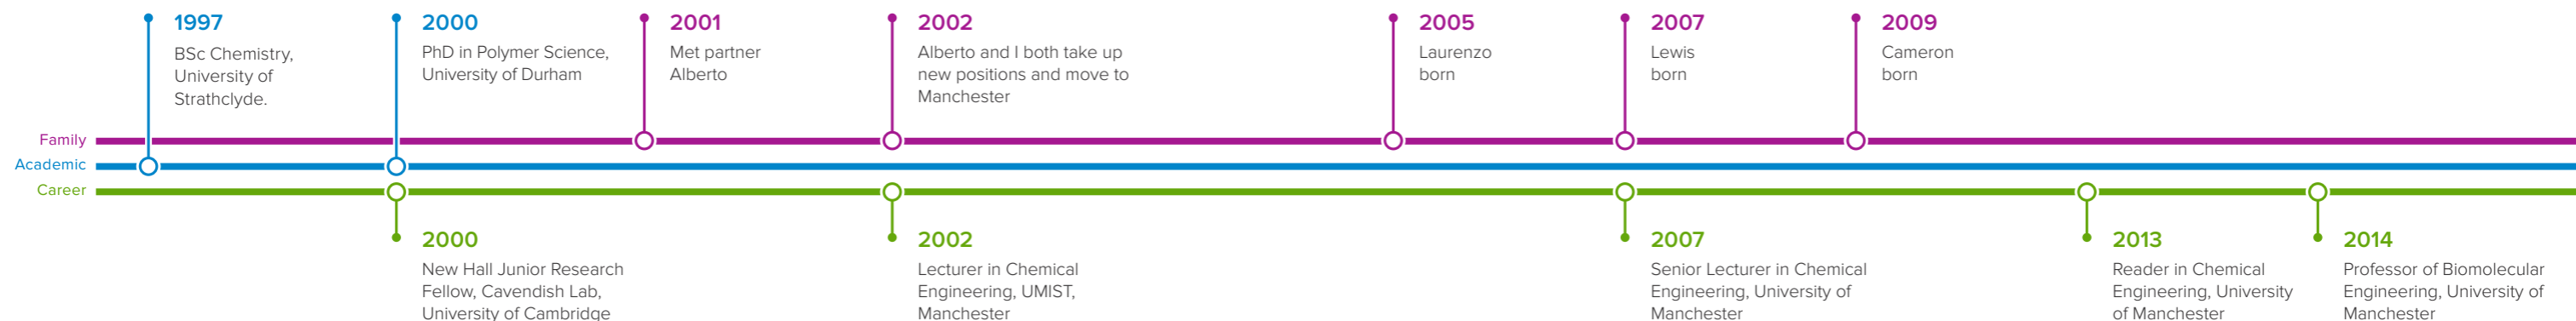 1997
BSc Chemistry,
University of
Strathclyde.
2000
PhD in Polymer Science,
University of Durham
2001
Met partner
Alberto
2002
Alberto and I both take up
new positions and move to
Manchester
2005
Laurenzo
born
2007
Lewis
born
2009
Cameron
born
Family
Academic
Career
2000
New Hall Junior Research
Fellow, Cavendish Lab,
University of Cambridge
2002
Lecturer in Chemical
Engineering, UMIST,
Manchester
2007
Senior Lecturer in Chemical
Engineering, University of
Manchester
2013
Reader in Chemical
Engineering, University
of Manchester
2014
Professor of Biomolecular
Engineering, University of
Manchester